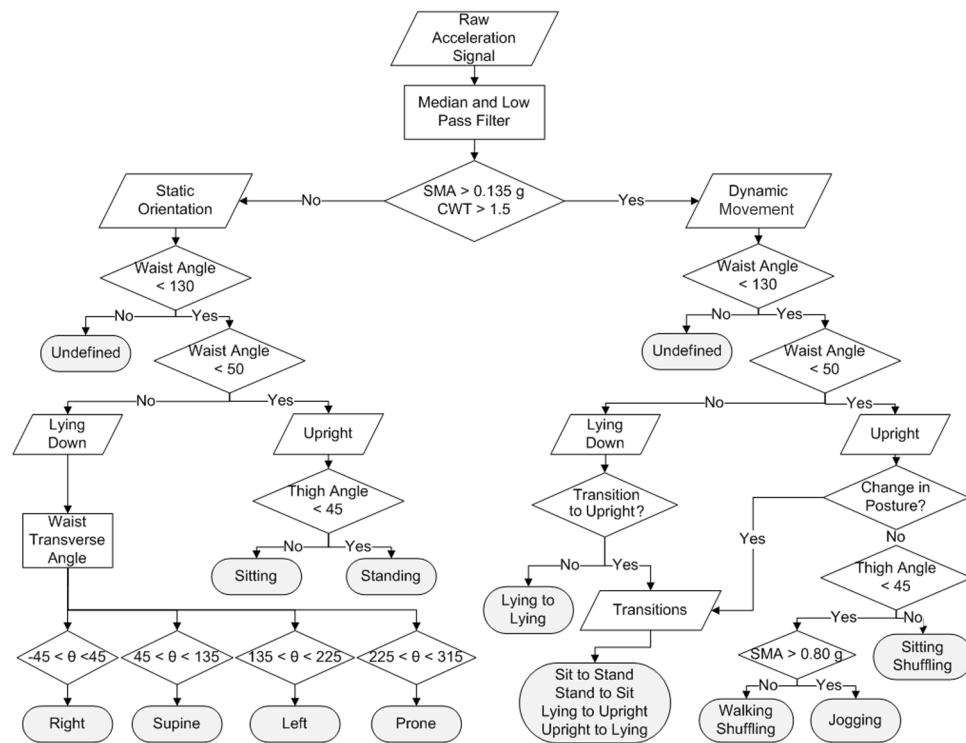 Raw
Acceleration
Signal
Median and Low
Pass Filter
SMA > 0.135 g
CWT > 1.5
No
Yes
Static
Orientation
Dynamic
Movement
Waist Angle
< 130
No
Yes
Undefined
Waist Angle
< 50
No
Yes
Lying
Down
Upright
Thigh Angle
< 45
No
Yes
Sitting
Standing
Waist
Transverse
Angle
-45 < θ <45
45 < θ < 135
135 < θ < 225
225 < θ < 315
Right
Supine
Left
Prone
Waist Angle
< 130
No
Yes
Undefined
Waist Angle
< 50
No
Yes
Lying
Down
Upright
Transition
to Upright?
Change in
Posture?
Yes
No
No
Yes
Lying to
Lying
Transitions
Sit to Stand
Stand to Sit
Lying to Upright
Upright to Lying
Thigh Angle
< 45
Yes
No
SMA > 0.80 g
Sitting
Shuffling
No
Yes
Walking
Shuffling
Jogging